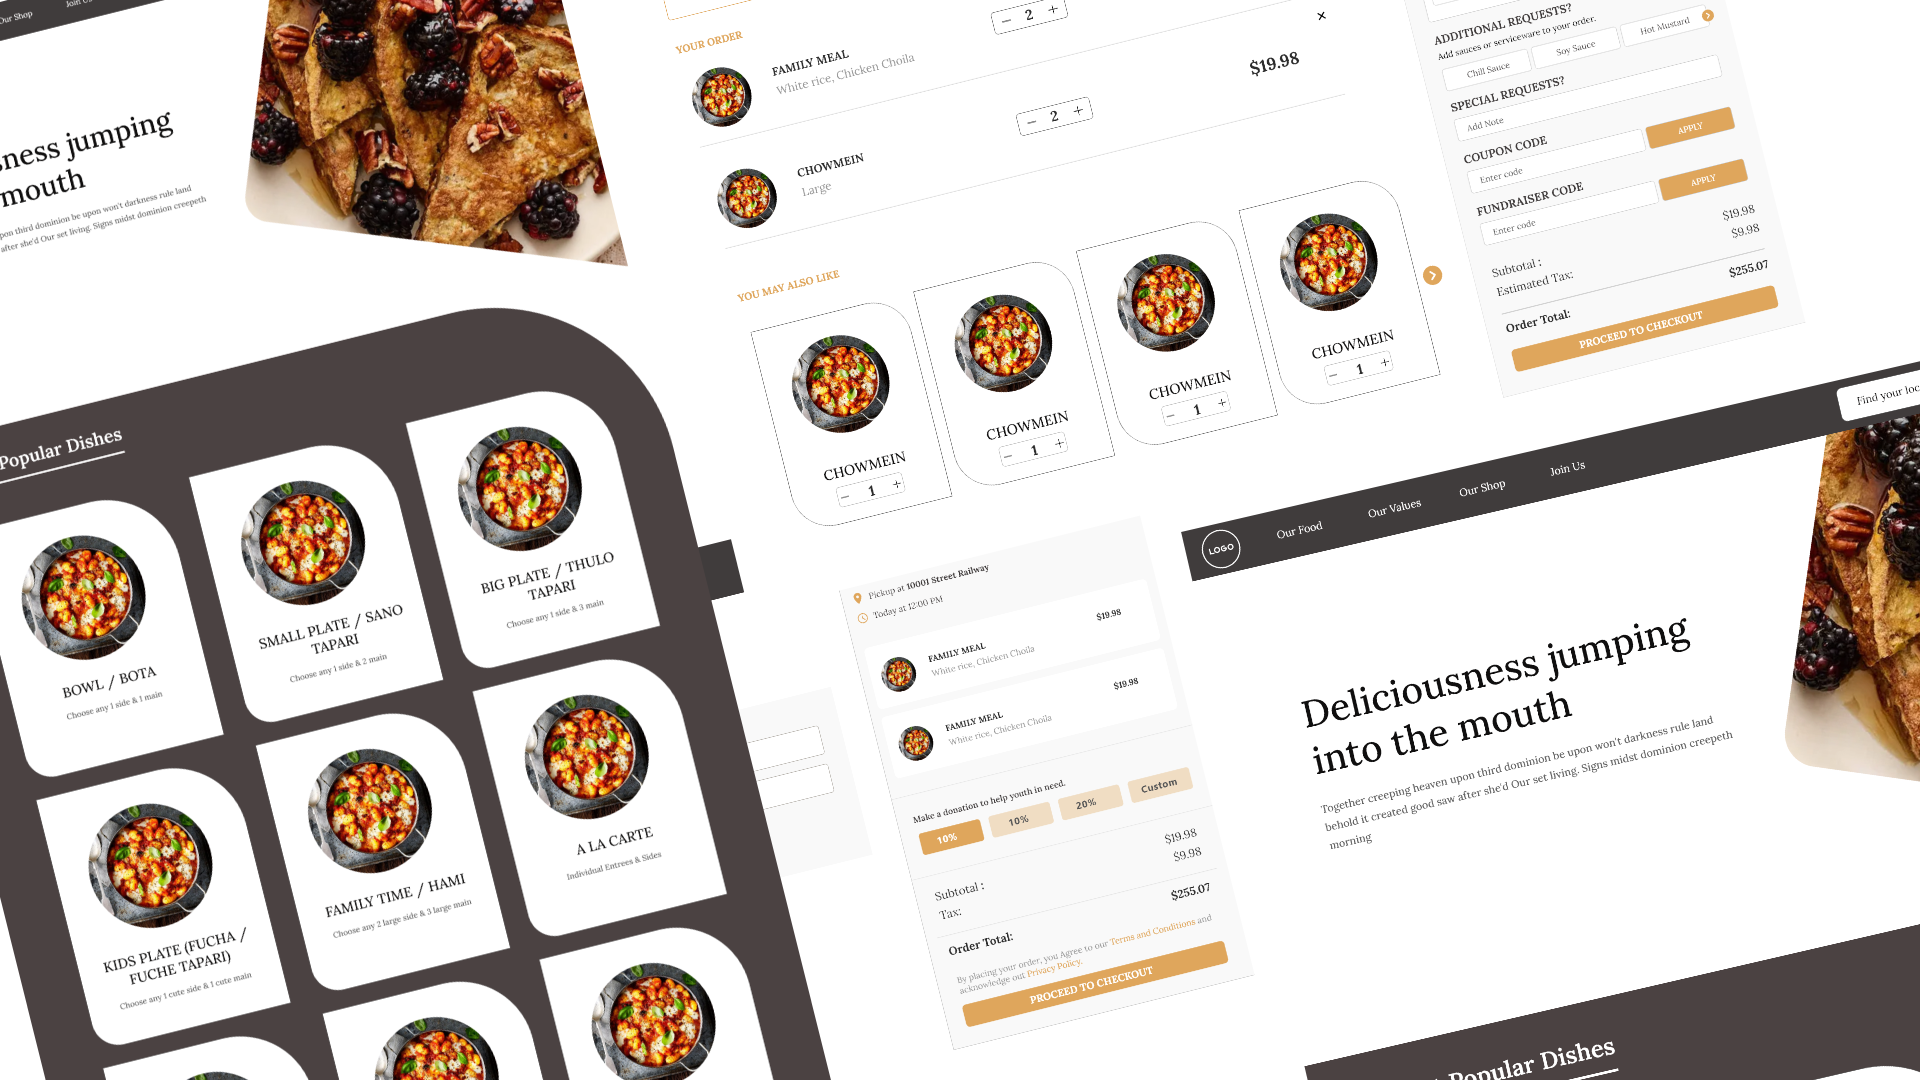 Our Shop
Join Us
sness jumping
mouth
pon third dominion be upon won't darkness rule land
after she'd Our set living. Signs midst dominion creepeth
Popular Dishes
BOWL / BOTA
Choose any 1 side & 1 main
SMALL PLATE / SANO
TAPARI
Choose any 1 side & 2 main
BIG PLATE / THULO
TAPARI
Choose any 1 side & 3 main
KIDS PLATE (FUCHA /
FUCHE TAPARI)
Choose any 1 cute side & 1 cute main
FAMILY TIME / HAMI
Choose any 2 large side & 3 large main
A LA CARTE
Individual Entrees & Sides
YOUR ORDER
FAMILY MEAL
White rice, Chicken Choila
− 2 +
×
$19.98
CHOWMEIN
Large
− 2 +
YOU MAY ALSO LIKE
CHOWMEIN
− 1 +
CHOWMEIN
− 1 +
CHOWMEIN
− 1 +
CHOWMEIN
− 1 +
ADDITIONAL REQUESTS?
Add sauces or serviceware to your order.
Chill Sauce
Soy Sauce
Hot Mustard
SPECIAL REQUESTS?
Add Note
COUPON CODE
Enter code
APPLY
FUNDRAISER CODE
Enter code
APPLY
Subtotal :
$19.98
Estimated Tax:
$9.98
Order Total:
$255.07
PROCEED TO CHECKOUT
Pickup at 10001 Street Railway
Today at 12:00 PM
FAMILY MEAL
White rice, Chicken Choila
$19.98
FAMILY MEAL
White rice, Chicken Choila
$19.98
Make a donation to help youth in need.
10%
10%
20%
Custom
Subtotal :
$19.98
Tax:
$9.98
Order Total:
$255.07
By placing your order, you Agree to our Terms and Conditions and
acknowledge out Privacy Policy.
PROCEED TO CHECKOUT
LOGO
Our Food
Our Values
Our Shop
Join Us
Find your loc
Deliciousness jumping
into the mouth
Together creeping heaven upon third dominion be upon won't darkness rule land
behold it created good saw after she'd Our set living. Signs midst dominion creepeth
morning
Popular Dishes